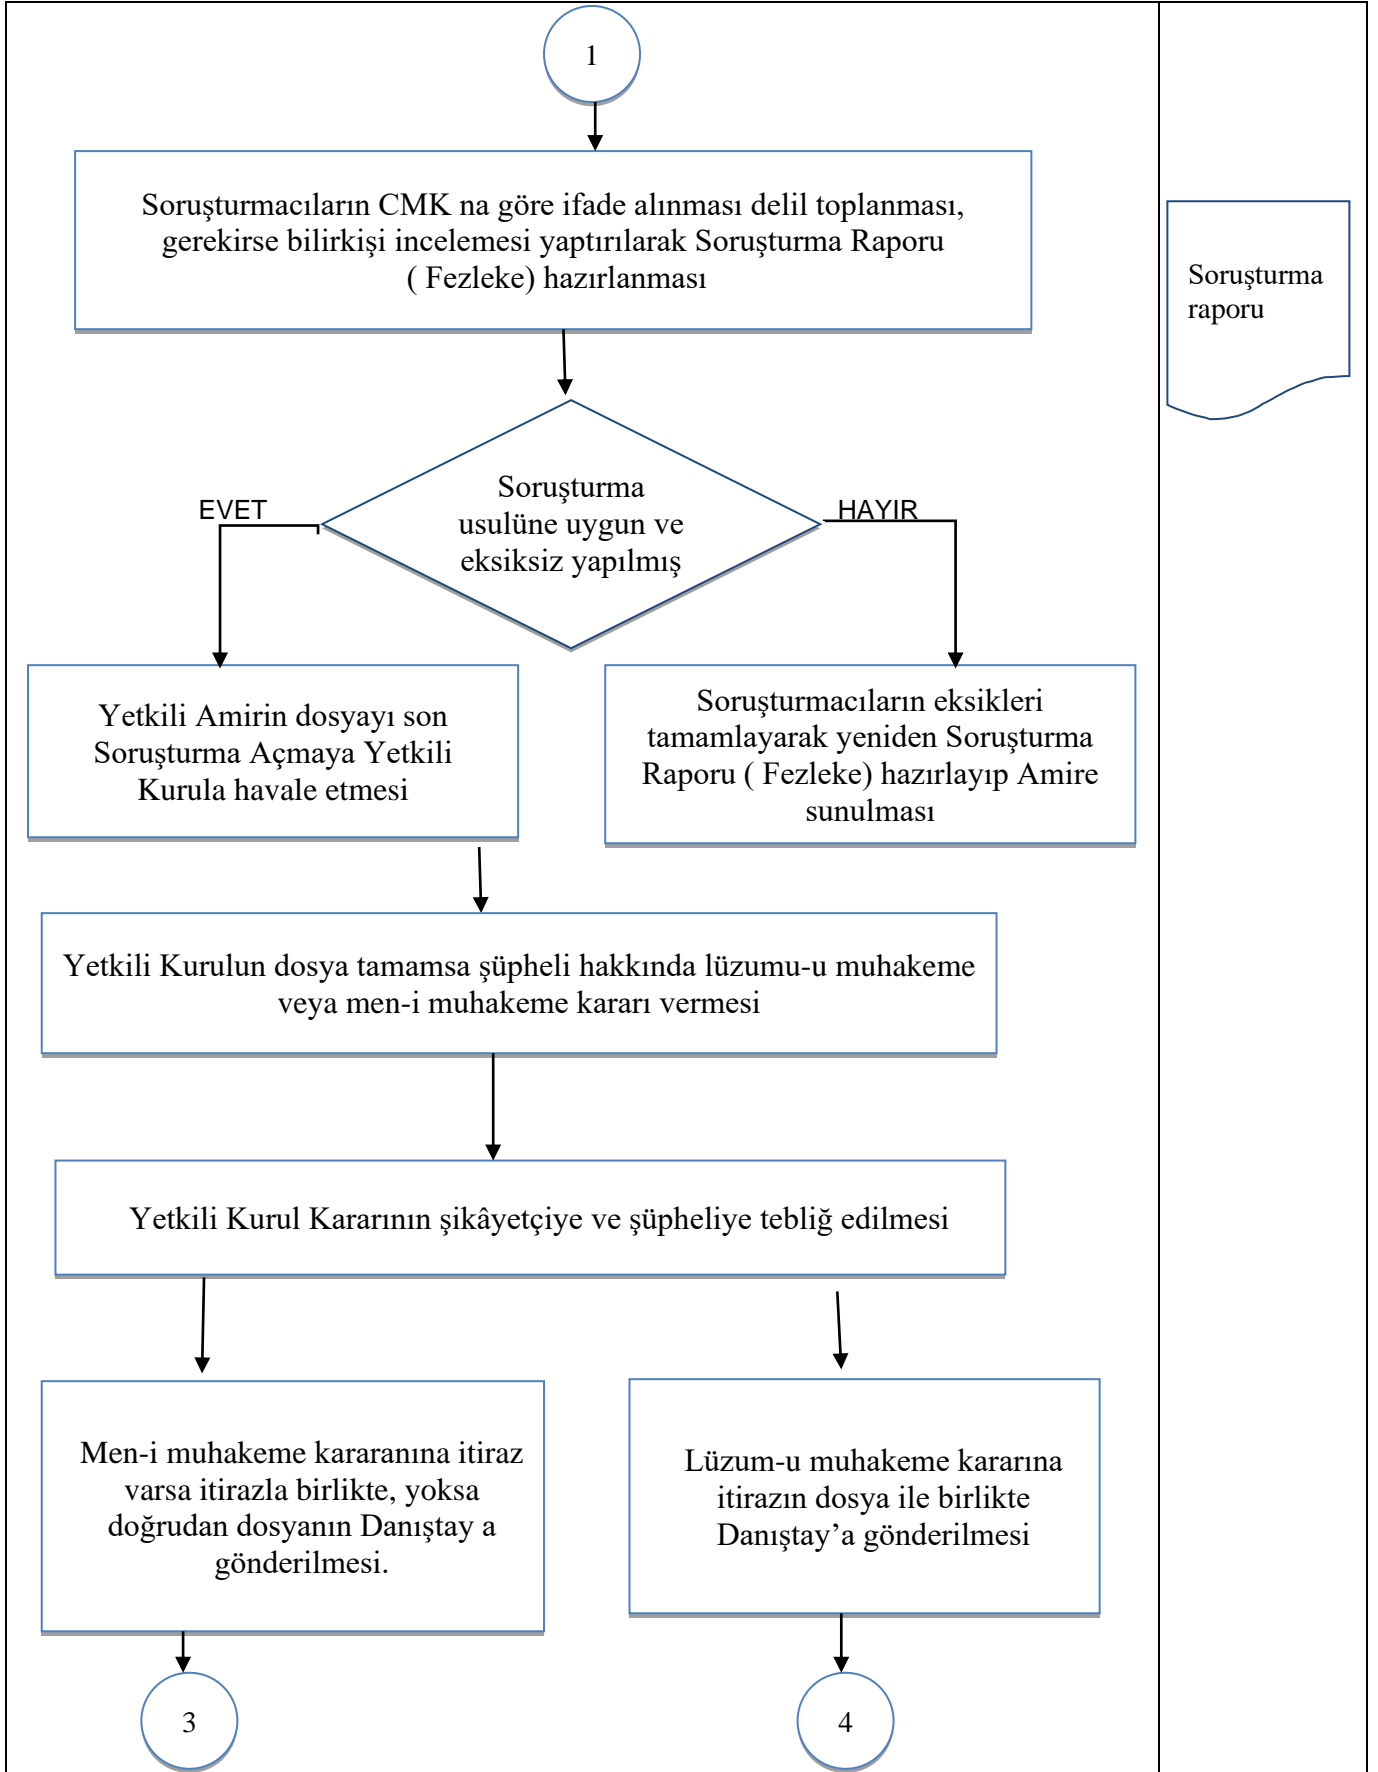 1
Soruşturmacıların CMK na göre ifade alınması delil toplanması,
gerekirse bilirkişi incelemesi yaptırılarak Soruşturma Raporu
( Fezleke) hazırlanması
Soruşturma
raporu
Soruşturma
usulüne uygun ve
eksiksiz yapılmış
EVET
HAYIR
Yetkili Amirin dosyayı son
Soruşturma Açmaya Yetkili
Kurula havale etmesi
Soruşturmacıların eksikleri
tamamlayarak yeniden Soruşturma
Raporu ( Fezleke) hazırlayıp Amire
sunulması
Yetkili Kurulun dosya tamamsa şüpheli hakkında lüzumu-u muhakeme
veya men-i muhakeme kararı vermesi
Yetkili Kurul Kararının şikâyetçiye ve şüpheliye tebliğ edilmesi
Men-i muhakeme kararanına itiraz
varsa itirazla birlikte, yoksa
doğrudan dosyanın Danıştay a
gönderilmesi.
Lüzum-u muhakeme kararına
itirazın dosya ile birlikte
Danıştay’a gönderilmesi
3
4